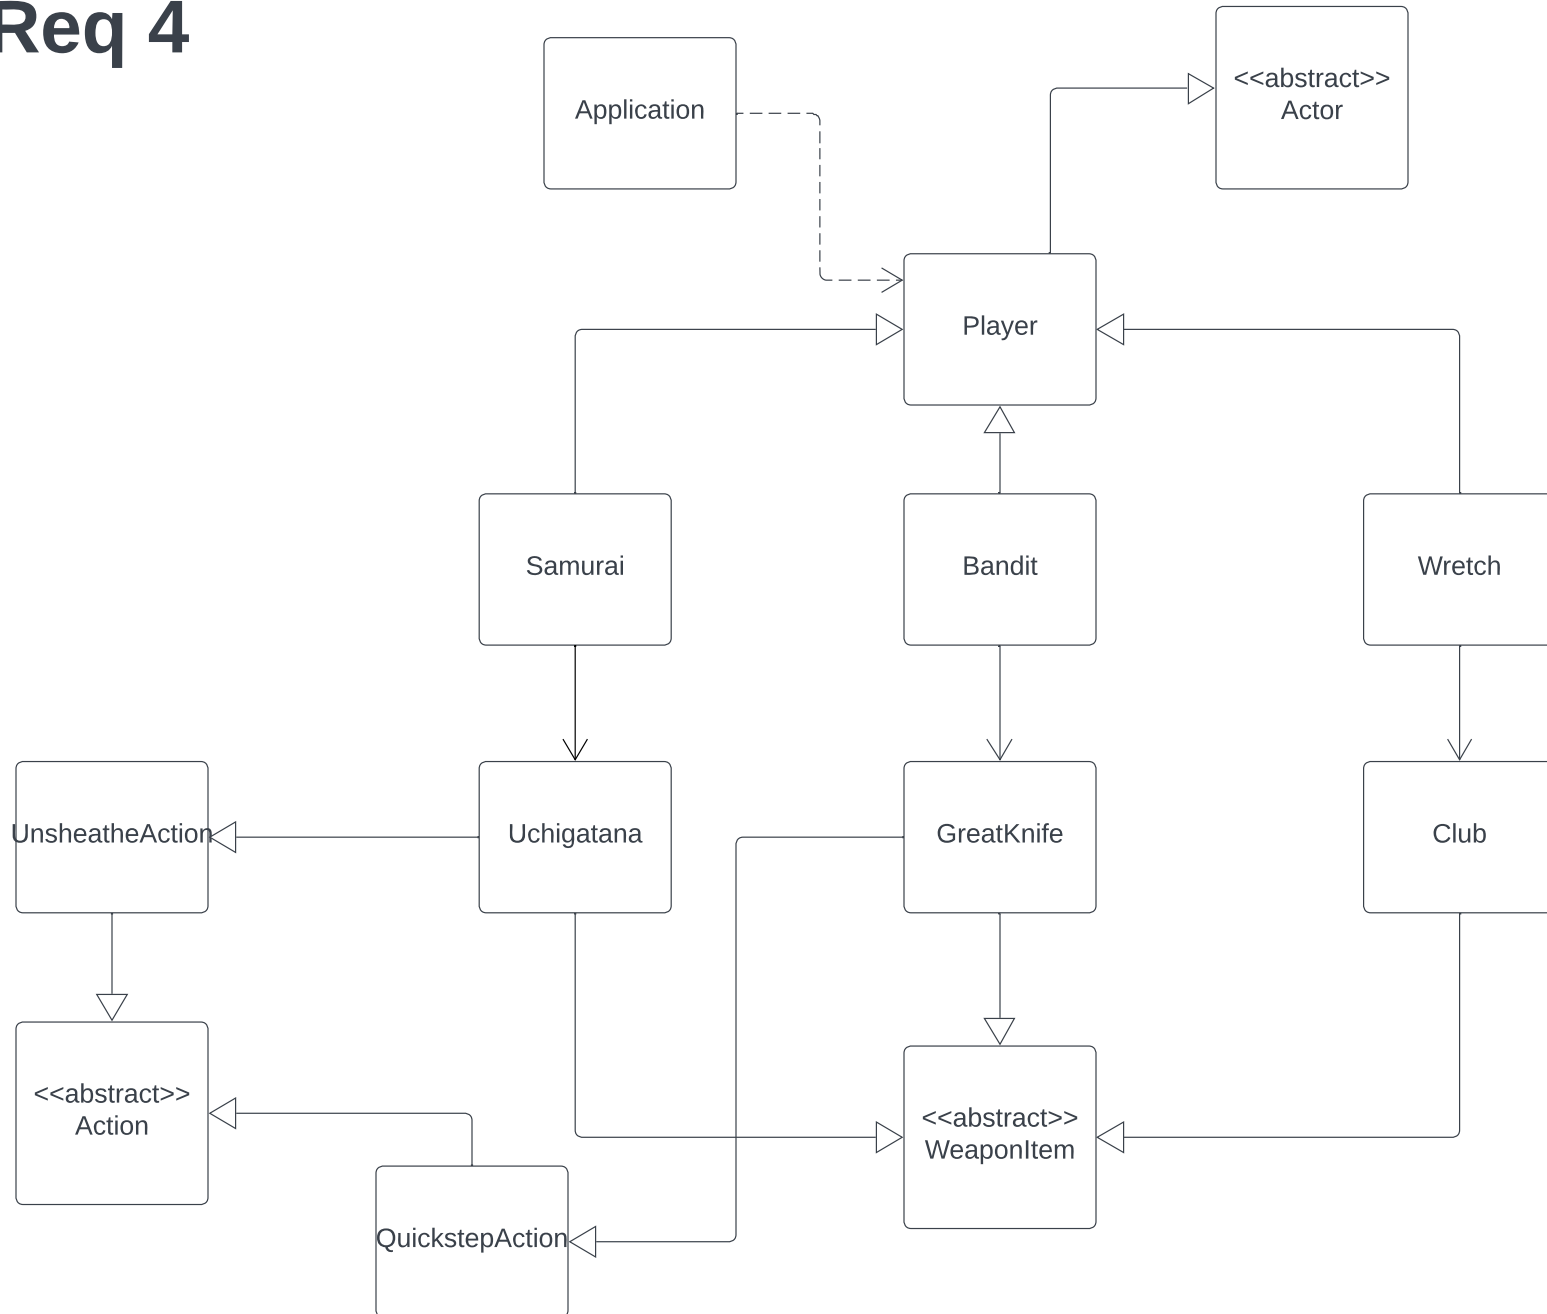 Req 4
Application
<<abstract>>
Actor
Player
Samurai
Bandit
Wretch
UnsheatheAction
Uchigatana
GreatKnife
Club
<<abstract>>
Action
<<abstract>>
WeaponItem
QuickstepAction